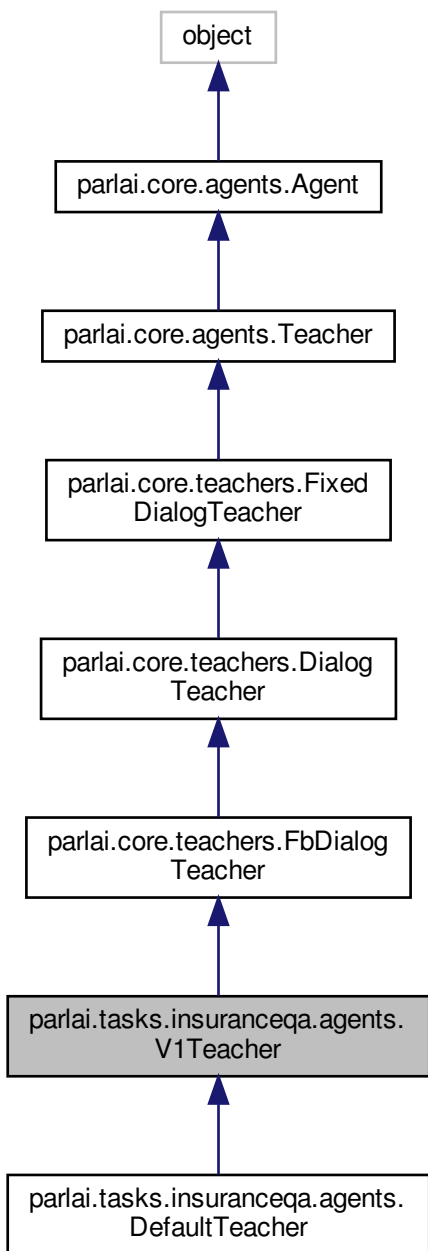 object
parlai.core.agents.Agent
parlai.core.agents.Teacher
parlai.core.teachers.Fixed
DialogTeacher
parlai.core.teachers.Dialog
Teacher
parlai.core.teachers.FbDialog
Teacher
parlai.tasks.insuranceqa.agents.
V1Teacher
parlai.tasks.insuranceqa.agents.
DefaultTeacher